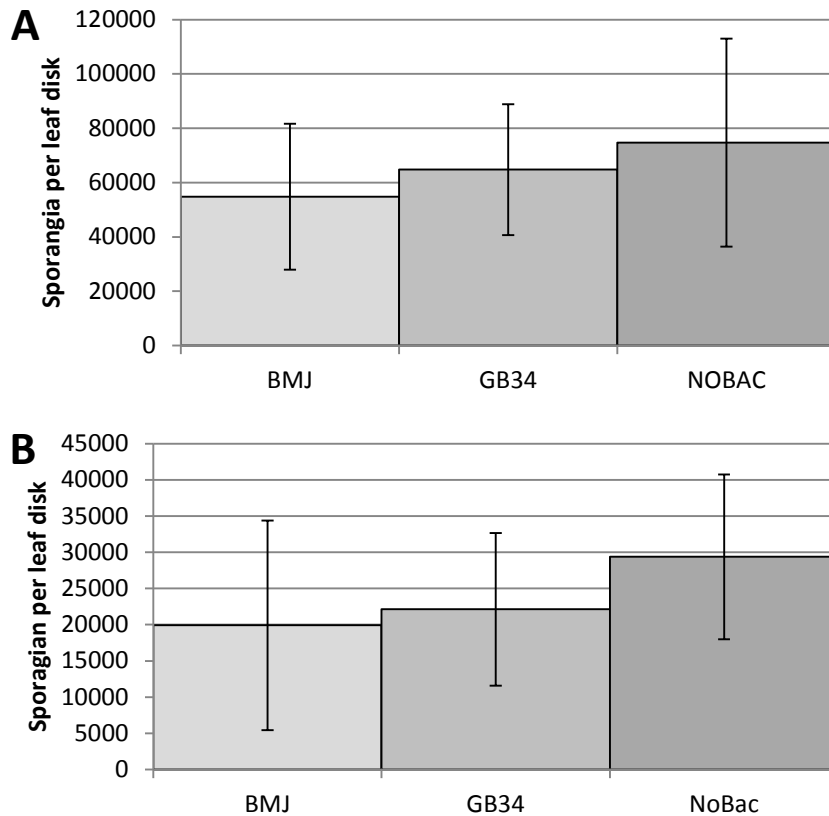 A
Sporangia per leaf disk
120000
100000
80000
60000
40000
20000
0
BMJ GB34 NOBAC
B
Sporagian per leaf disk
45000
40000
35000
30000
25000
20000
15000
10000
5000
0
BMJ GB34 NoBac